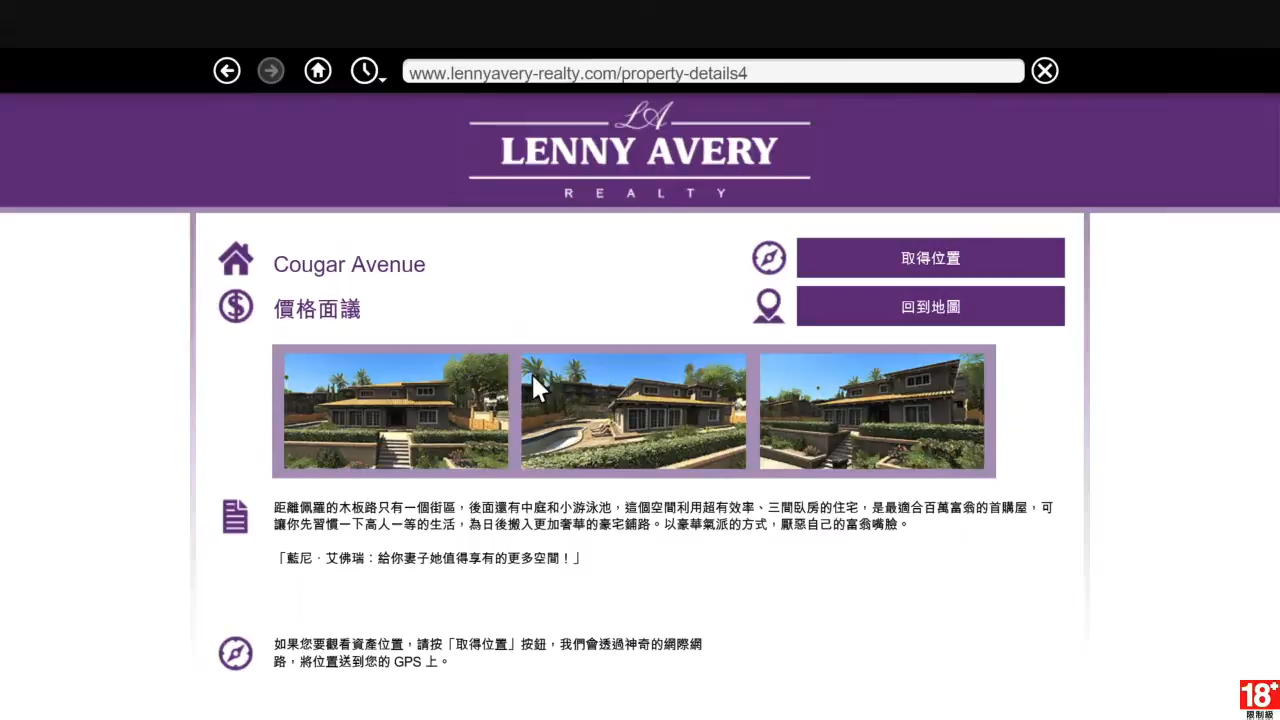 www.lennyavery-realty.com/property-details4
LA
LENNY AVERY
REALTY
Cougar Avenue
取得位置
價格面議
回到地圖
距離佩羅的木板路只有一個街區，後面還有中庭和小游泳池，這個空間利用超有效率、三間臥房的住宅，是最適合百萬富翁的首購屋，可
讓你先習慣一下高人一等的生活，為日後搬入更加奢華的豪宅鋪路。以豪華氣派的方式，厭惡自己的富翁嘴臉。
「藍尼．艾佛瑞：給你妻子她值得享有的更多空間！」
如果您要觀看資產位置，請按「取得位置」按鈕，我們會透過神奇的網際網
路，將位置送到您的 GPS 上。
18+
限制級